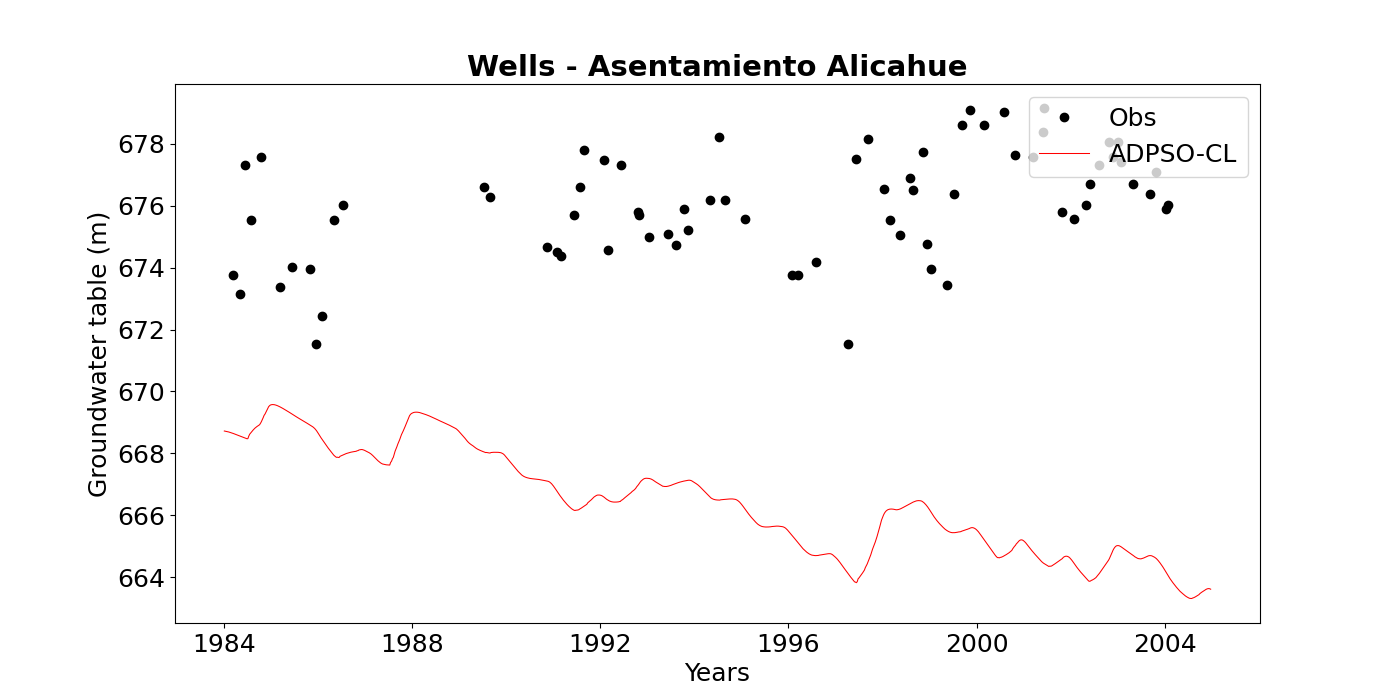 Wells - Asentamiento Alicahue
Obs
ADPSO-CL
Groundwater table (m)
678
676
674
672
670
668
666
664
1984 1988 1992 1996 2000 2004
Years